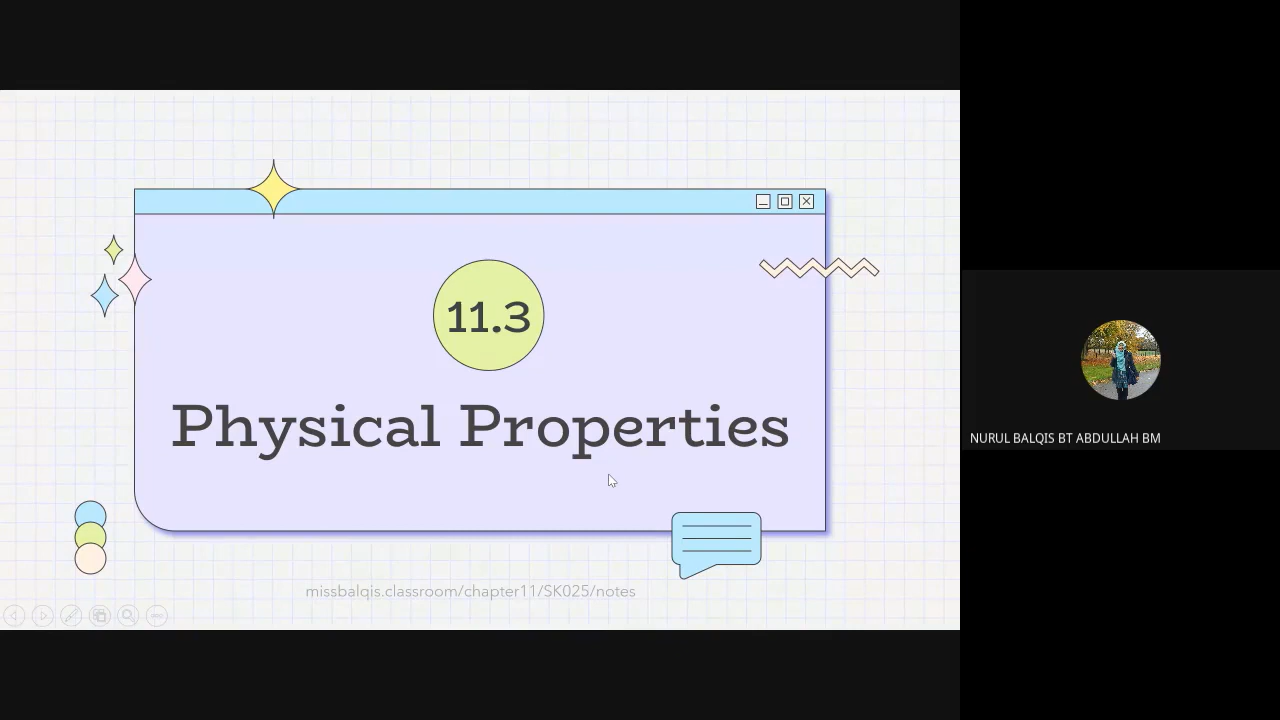 11.3
Physical Properties
missbalqis.classroom/chapter11/SK025/notes
NURUL BALQIS BT ABDULLAH BM